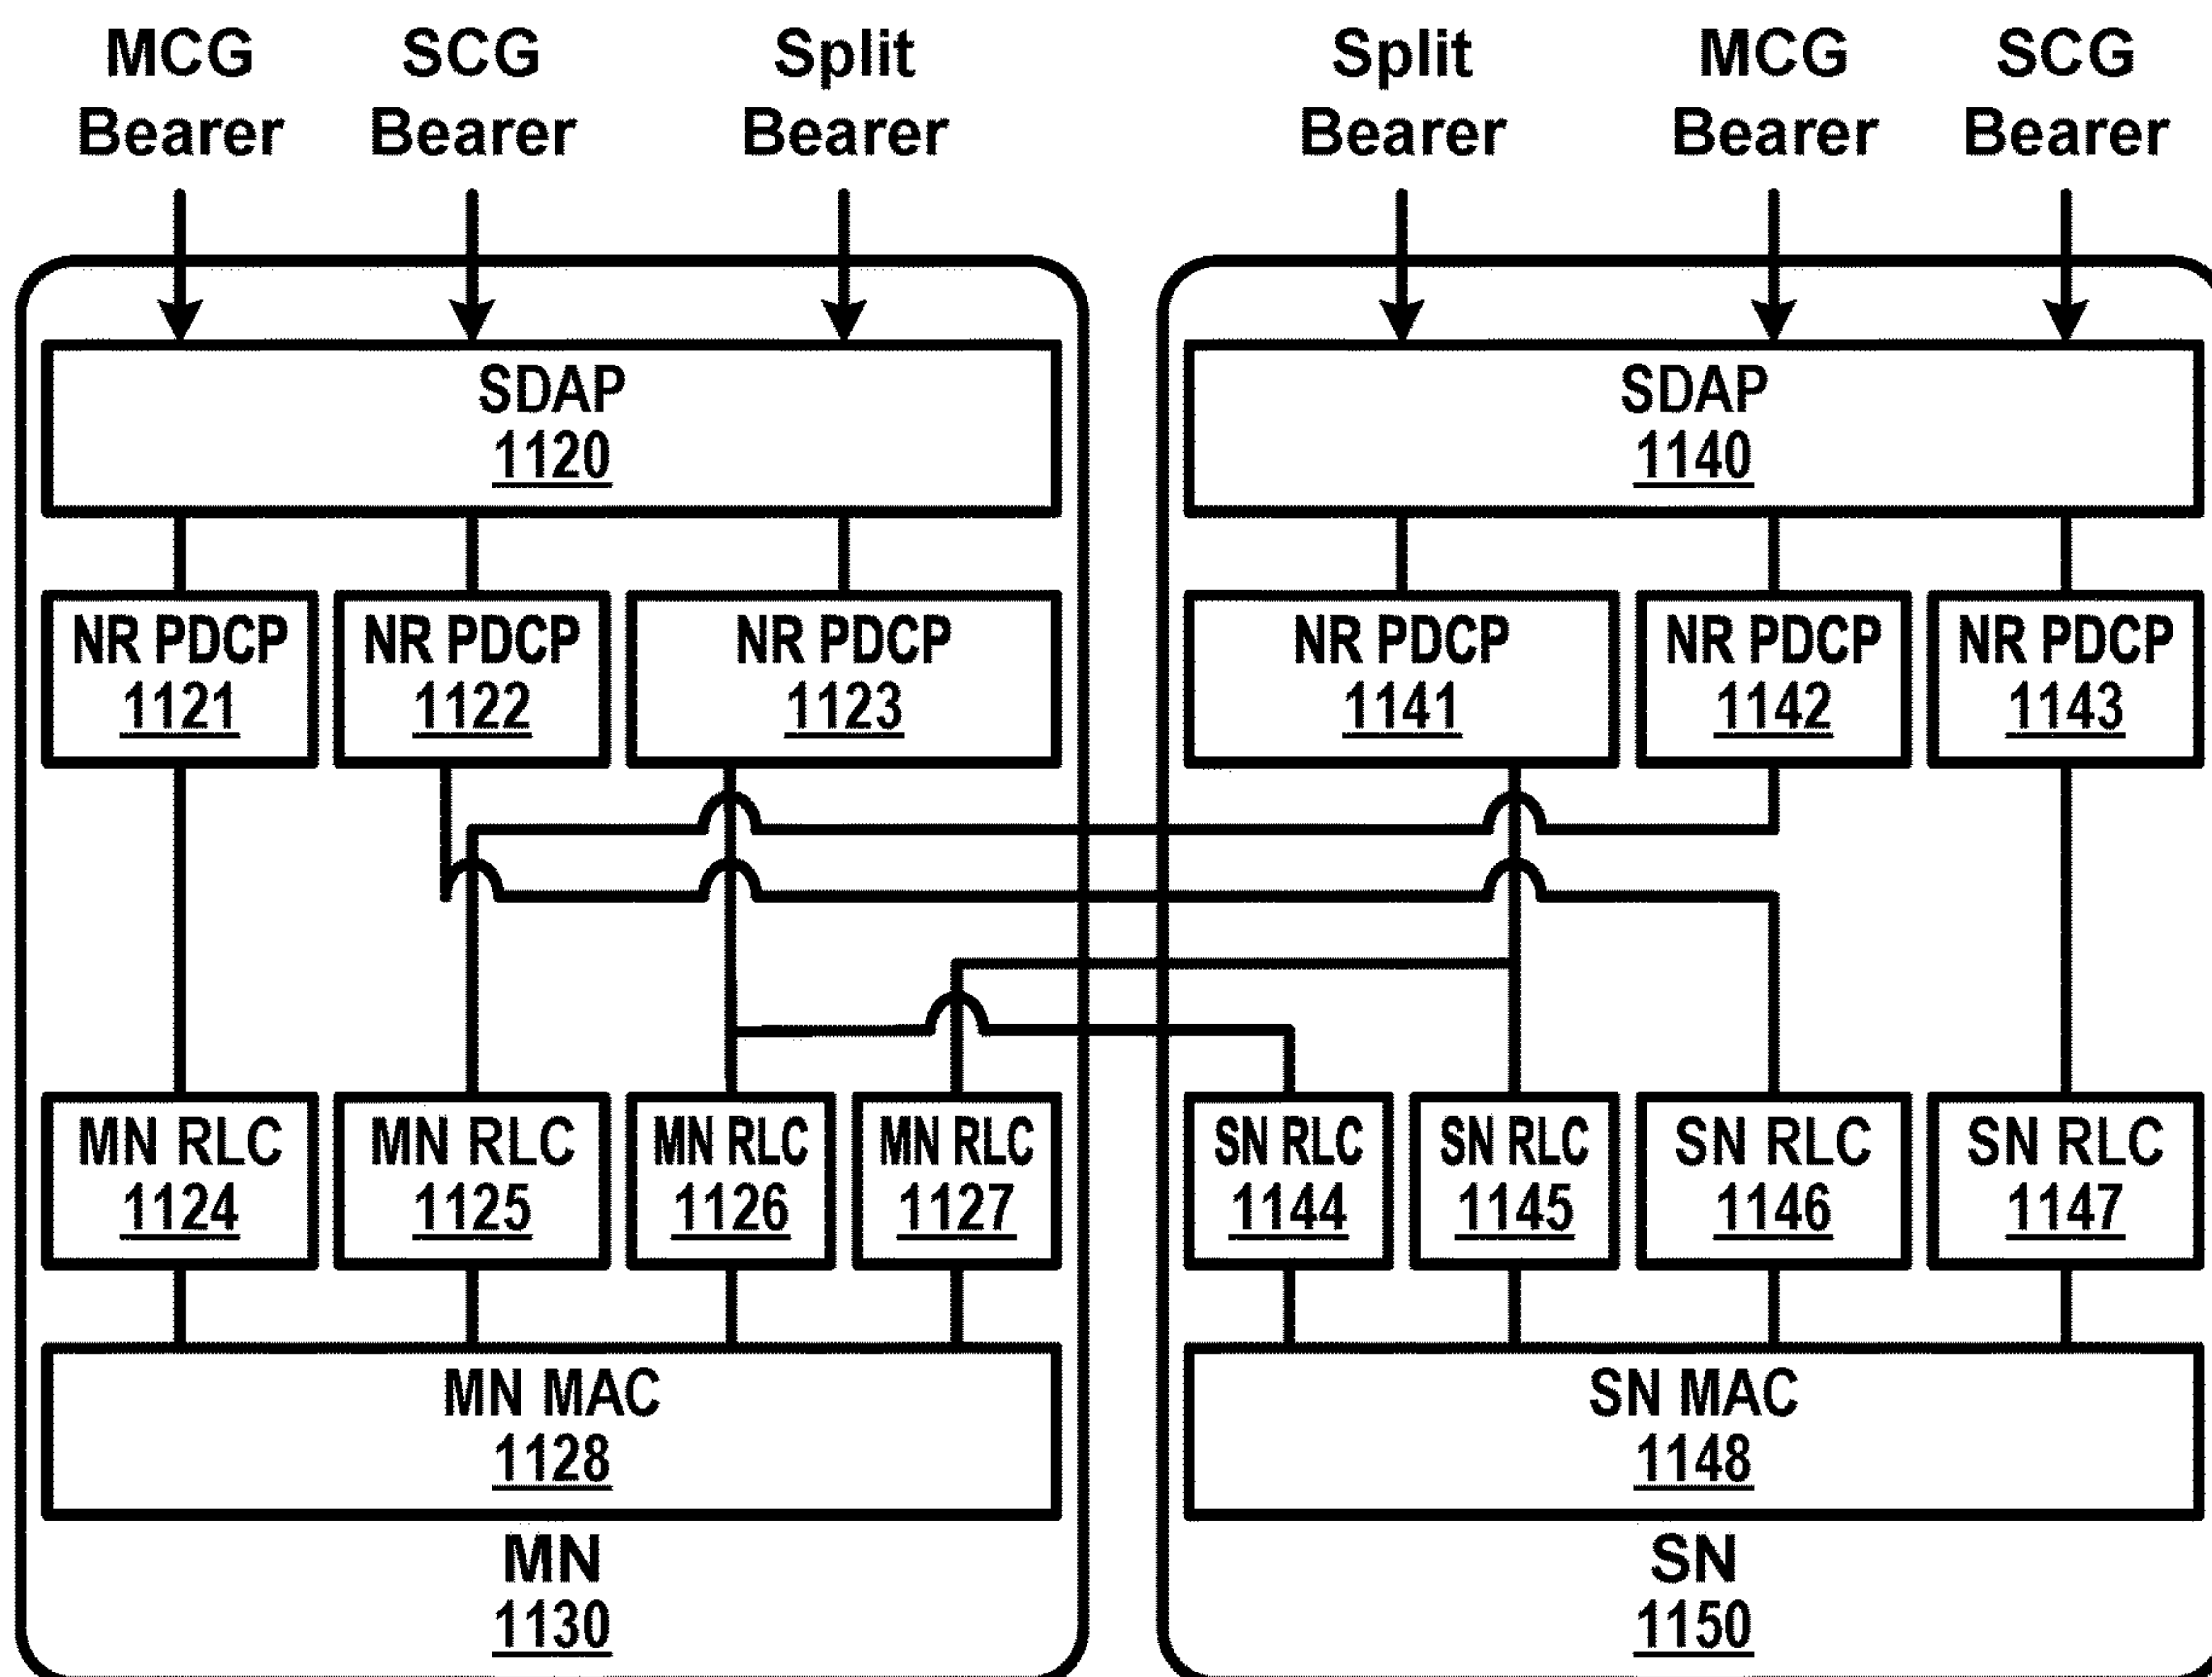 MCG
Bearer
SCG
Bearer
Split
Bearer
Split
Bearer
MCG
Bearer
SCG
Bearer
SDAP
1120
SDAP
1140
NR PDCP
1121
NR PDCP
1122
NR PDCP
1123
NR PDCP
1141
NR PDCP
1142
NR PDCP
1143
MN RLC
1124
MN RLC
1125
MN RLC
1126
MN RLC
1127
SN RLC
1144
SN RLC
1145
SN RLC
1146
SN RLC
1147
MN MAC
1128
SN MAC
1148
MN
1130
SN
1150